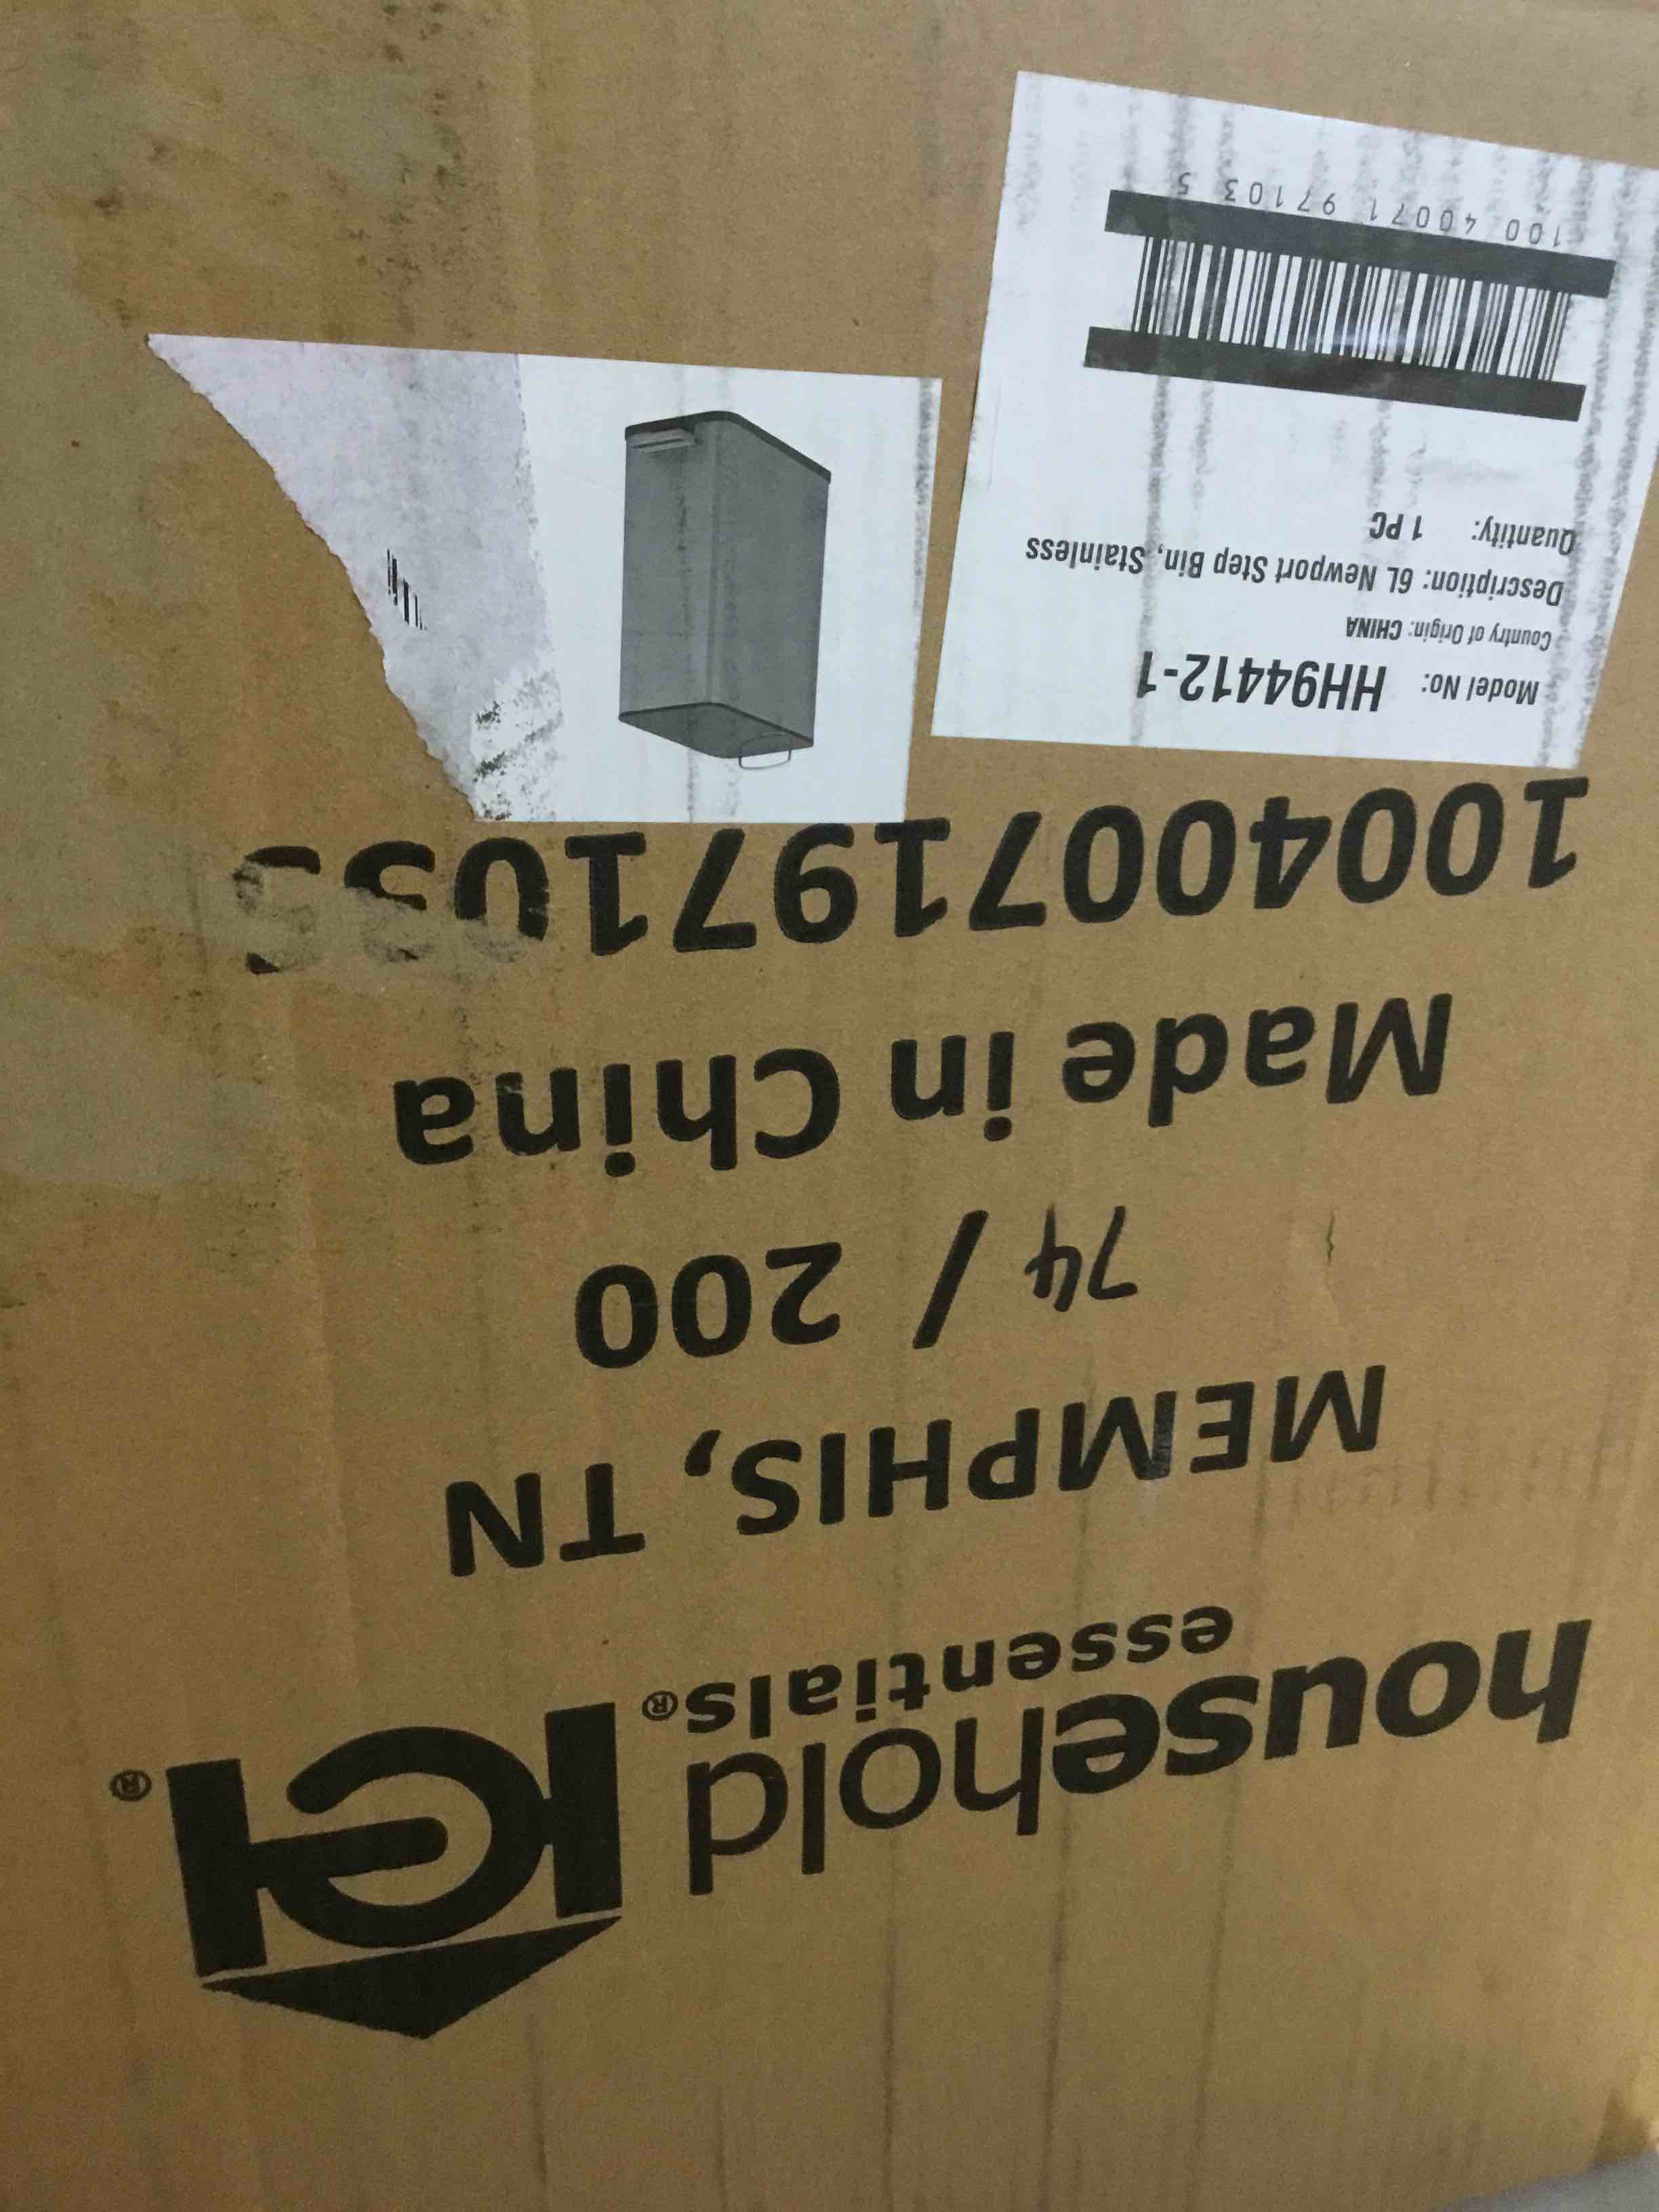 household
essentials®
HE®
MEMPHIS, TN
74 / 200
Made in China
10040071971035
Model No: HH94412-1
Country of Origin: CHINA
Description: 6L Newport Step Bin, Stainless
Quantity: 1 PC
100 40071 97103 5